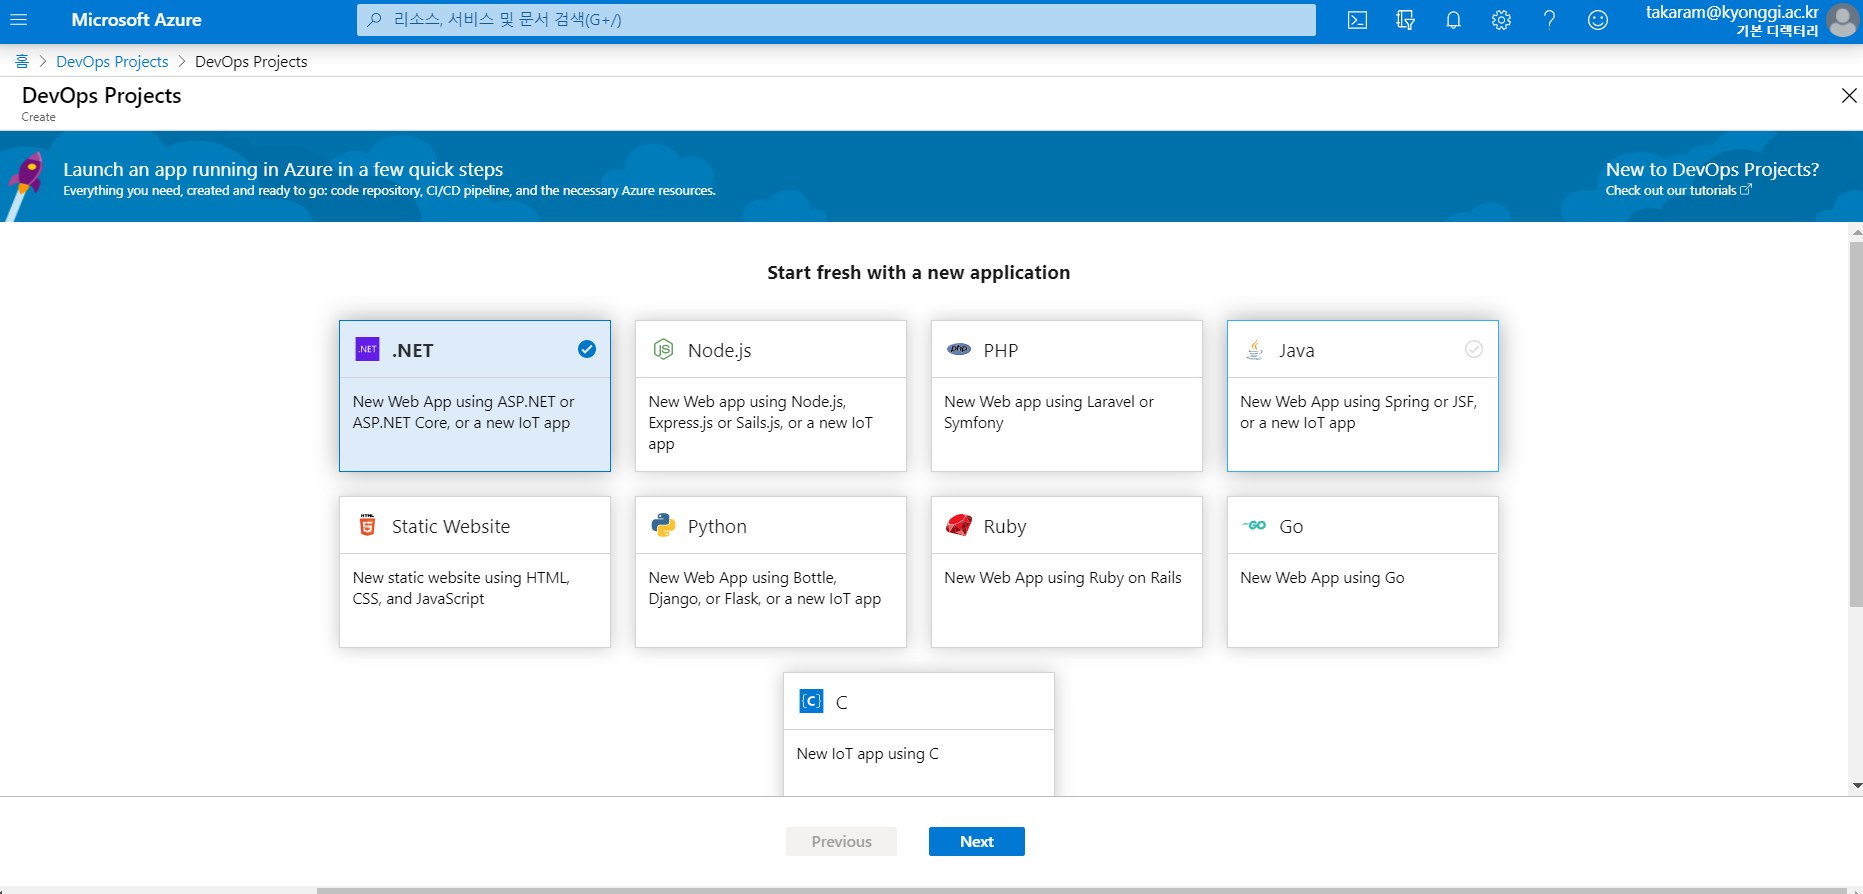 Microsoft Azure
리소스, 서비스 및 문서 검색(G+/)
takaram@kyonggi.ac.kr
기본 디렉터리
홈 > DevOps Projects > DevOps Projects
DevOps Projects
Create
Launch an app running in Azure in a few quick steps
Everything you need, created and ready to go: code repository, CI/CD pipeline, and the necessary Azure resources.
New to DevOps Projects?
Check out our tutorials
Start fresh with a new application
.NET
.NET
New Web App using ASP.NET or
ASP.NET Core, or a new IoT app
JS
Node.js
New Web app using Node.js,
Express.js or Sails.js, or a new IoT
app
php
PHP
New Web app using Laravel or
Symfony
Java
New Web App using Spring or JSF,
or a new IoT app
HTML
5
Static Website
New static website using HTML,
CSS, and JavaScript
Python
New Web App using Bottle,
Django, or Flask, or a new IoT app
Ruby
New Web App using Ruby on Rails
GO
Go
New Web App using Go
{C}
C
New IoT app using C
Previous
Next